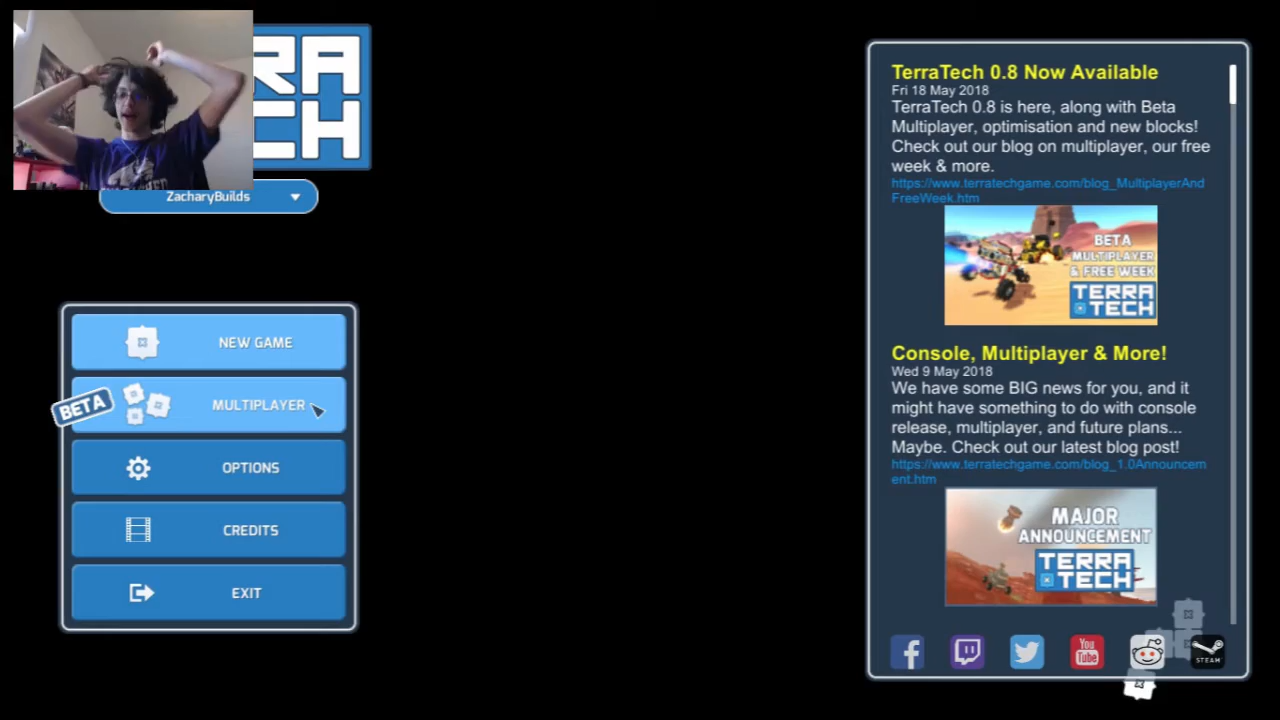 RA
CH
ZacharyBuilds
NEW GAME
BETA
MULTIPLAYER
OPTIONS
CREDITS
EXIT
TerraTech 0.8 Now Available
Fri 18 May 2018
TerraTech 0.8 is here, along with Beta
Multiplayer, optimisation and new blocks!
Check out our blog on multiplayer, our free
week & more.
https://www.terratechgame.com/blog_MultiplayerAnd
FreeWeek.htm
BETA
MULTIPLAYER
& FREE WEEK
TERRA
TECH
Console, Multiplayer & More!
Wed 9 May 2018
We have some BIG news for you, and it
might have something to do with console
release, multiplayer, and future plans...
Maybe. Check out our latest blog post!
https://www.terratechgame.com/blog_1.0Announcem
ent.htm
MAJOR
ANNOUNCEMENT
TERRA
TECH
You
Tube
STEAM